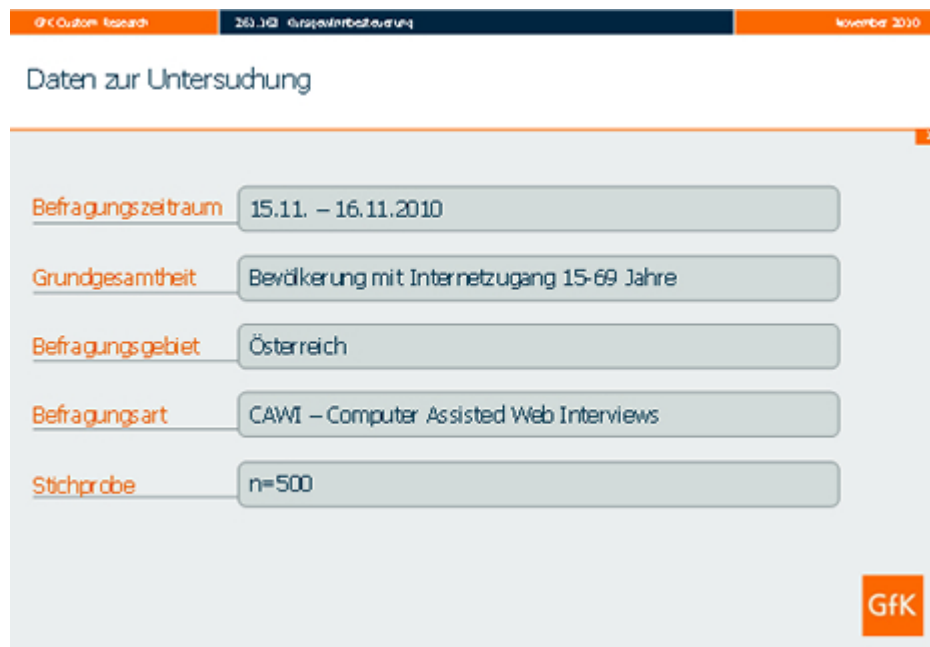 GfK Custom Research
Kursgewinnbesteuerung
November 2010
Daten zur Untersuchung
Befragungszeitraum
15.11. – 16.11.2010
Grundgesamtheit
Bevölkerung mit Internetzugang 15-69 Jahre
Befragungsgebiet
Österreich
Befragungsart
CAWI – Computer Assisted Web Interviews
Stichprobe
n=500
GfK